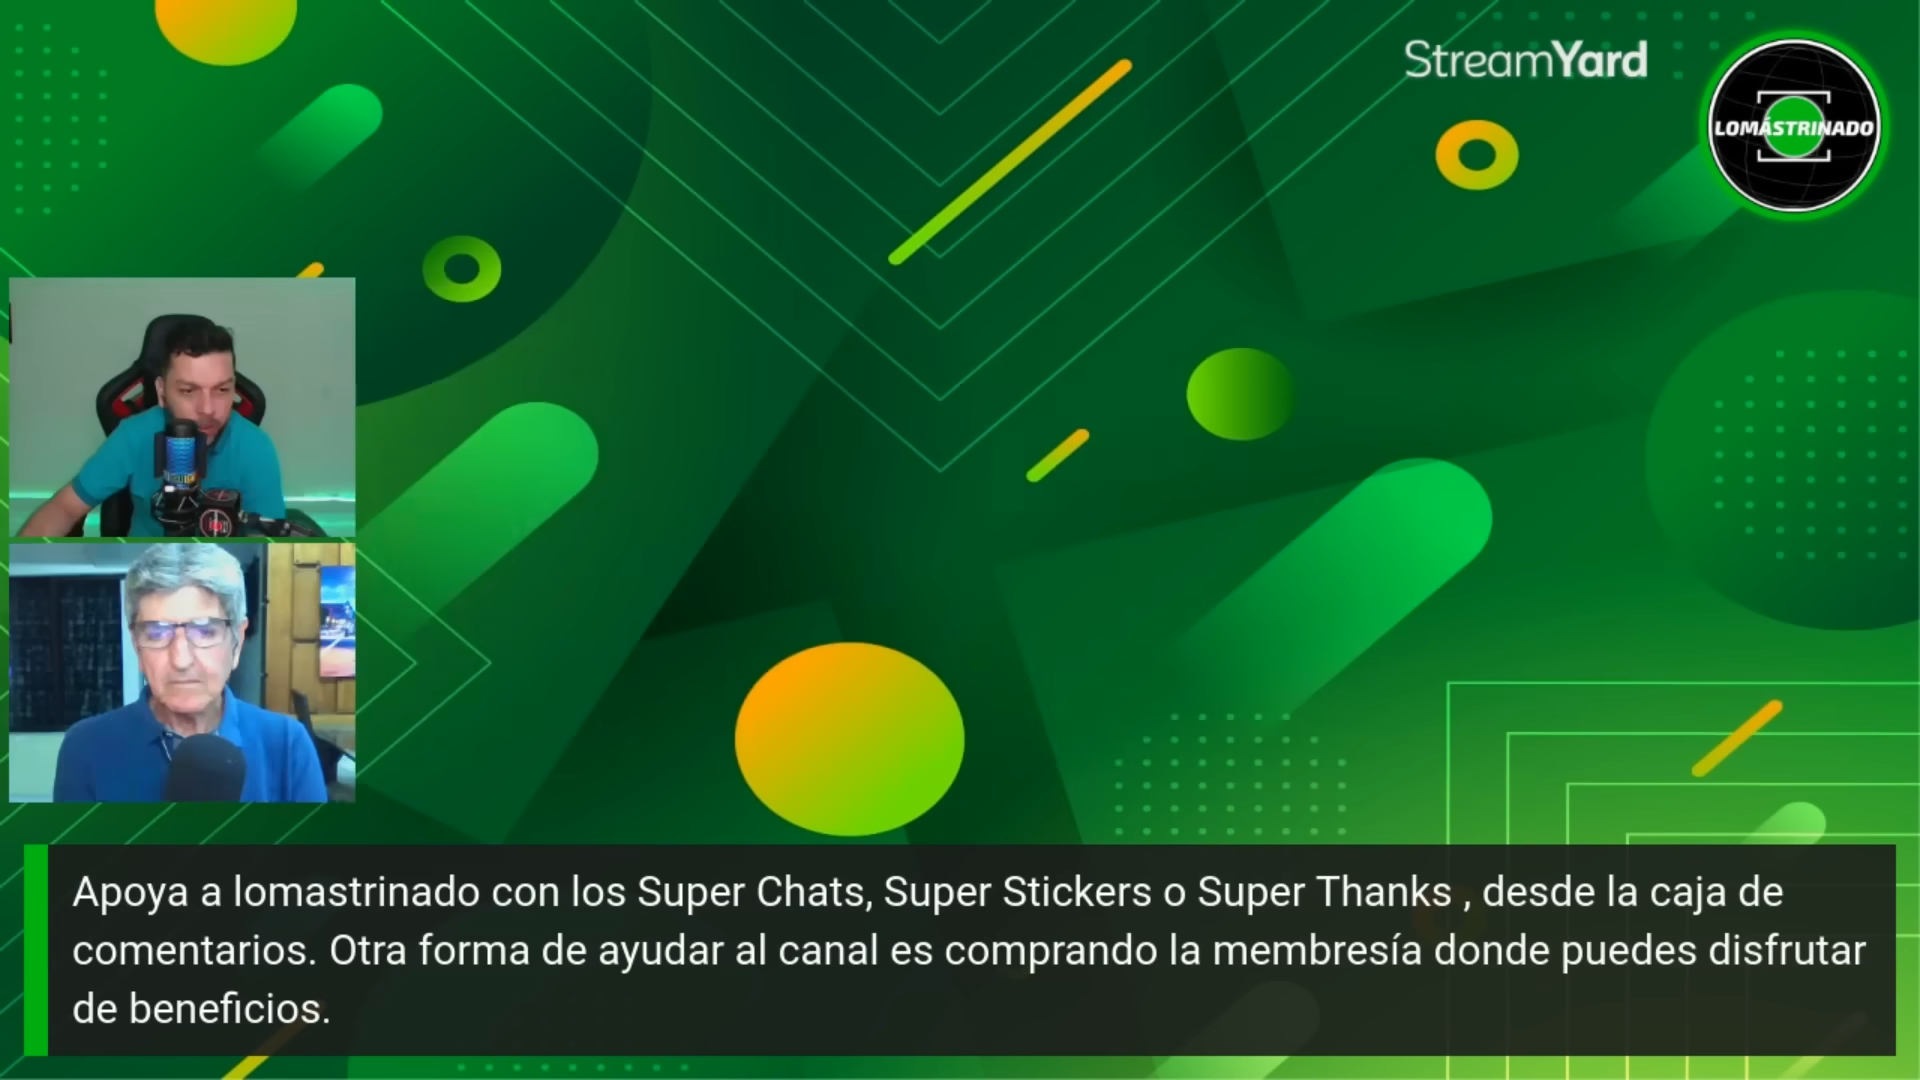 StreamYard
LOMÁSTRINADO
Apoya a lomastrinado con los Super Chats, Super Stickers o Super Thanks , desde la caja de
comentarios. Otra forma de ayudar al canal es comprando la membresía donde puedes disfrutar
de beneficios.